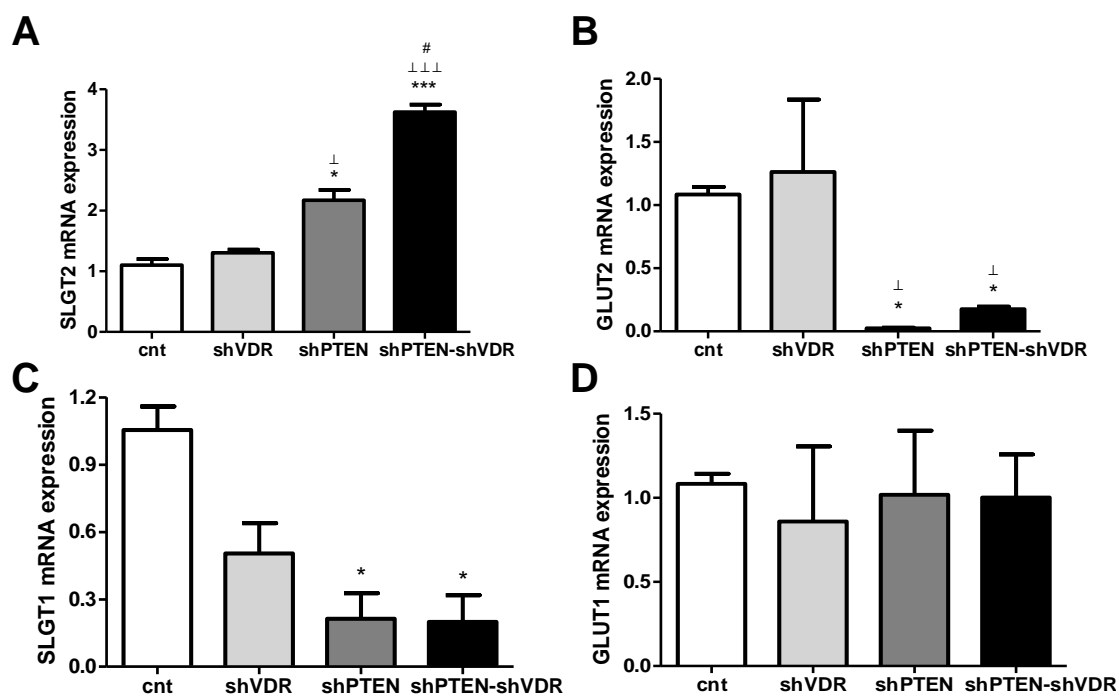 A
SLGT2 mRNA expression
4
3
2
1
0
⊥
*
#
⊥⊥⊥
***
cnt
shVDR
shPTEN
shPTEN-shVDR
B
GLUT2 mRNA expression
2.0
1.5
1.0
0.5
0.0
⊥
*
⊥
*
cnt
shVDR
shPTEN
shPTEN-shVDR
C
SLGT1 mRNA expression
1.2
0.9
0.6
0.3
0.0
*
*
cnt
shVDR
shPTEN
shPTEN-shVDR
D
GLUT1 mRNA expression
1.5
1.0
0.5
0.0
cnt
shVDR
shPTEN
shPTEN-shVDR